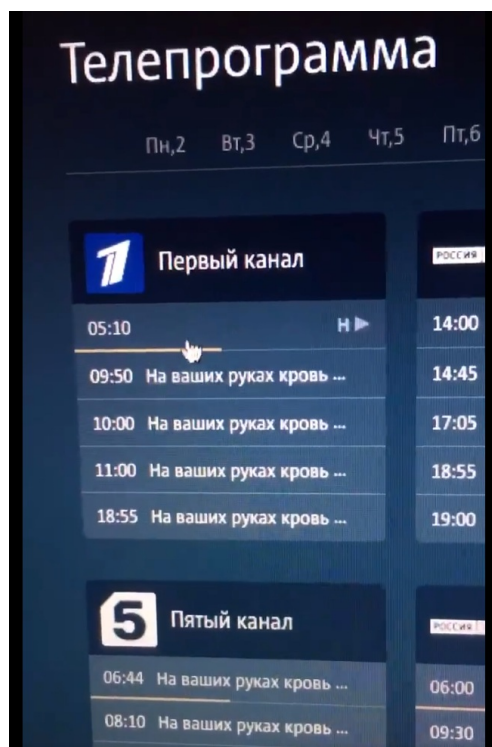 Телепрограмма
Пн,2 Вт,3 Ср,4 Чт,5 Пт,6
1 Первый канал
05:10 H
09:50 На ваших руках кровь ...
10:00 На ваших руках кровь ...
11:00 На ваших руках кровь ...
18:55 На ваших руках кровь ...
РОССИЯ
14:00
14:45
17:05
18:55
19:00
5 Пятый канал
06:44 На ваших руках кровь ...
08:10 На ваших руках кровь ...
РОССИЯ
06:00
09:30